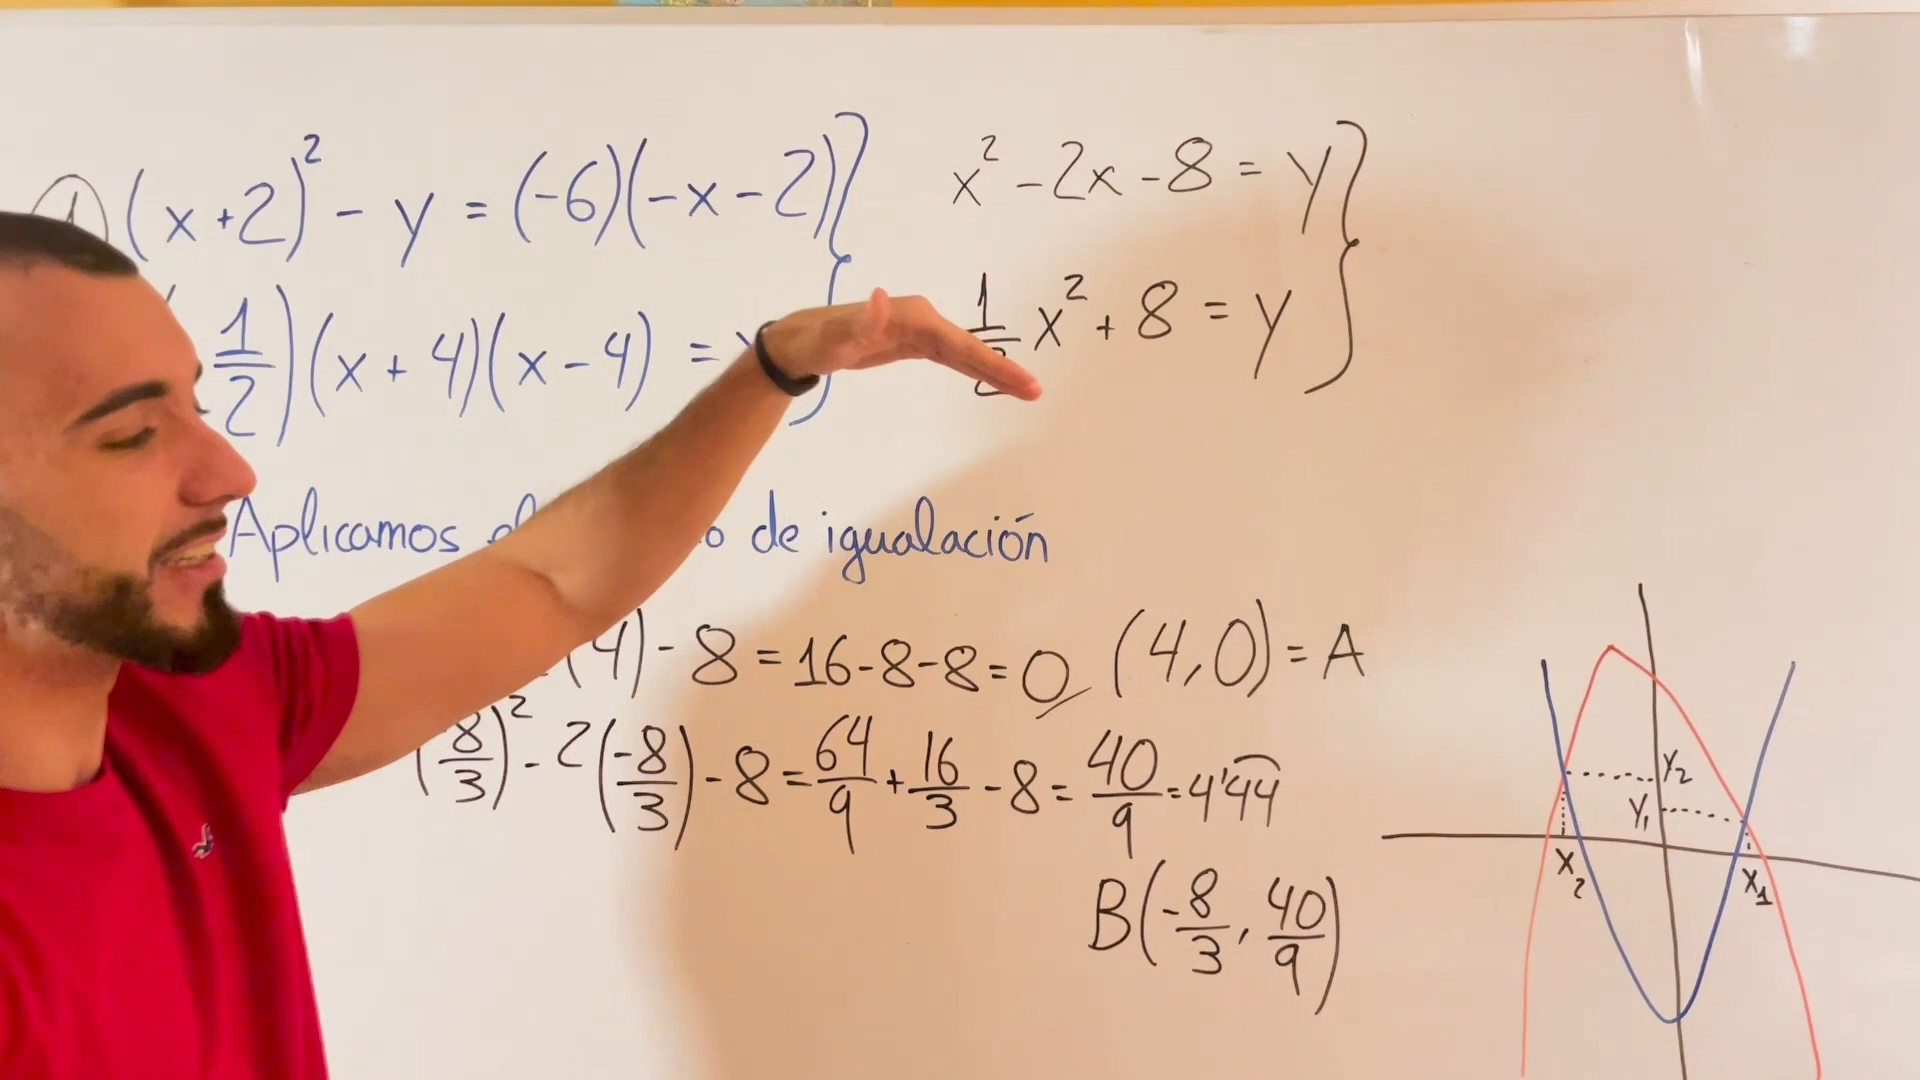 (x+2)² - y = (-6)(-x-2)
1/2)(x+4)(x-4) =
x² - 2x - 8 = y
1/2 x² + 8 = y
Aplicamos de igualación
4) - 8 = 16-8-8 = 0 (4,0) = A
(-8/3)² - 2(-8/3) - 8 = 64/9 + 16/3 - 8 = 40/9 = 4'44
B(-8/3, 40/9)
y₂
y₁
x₂
x₁